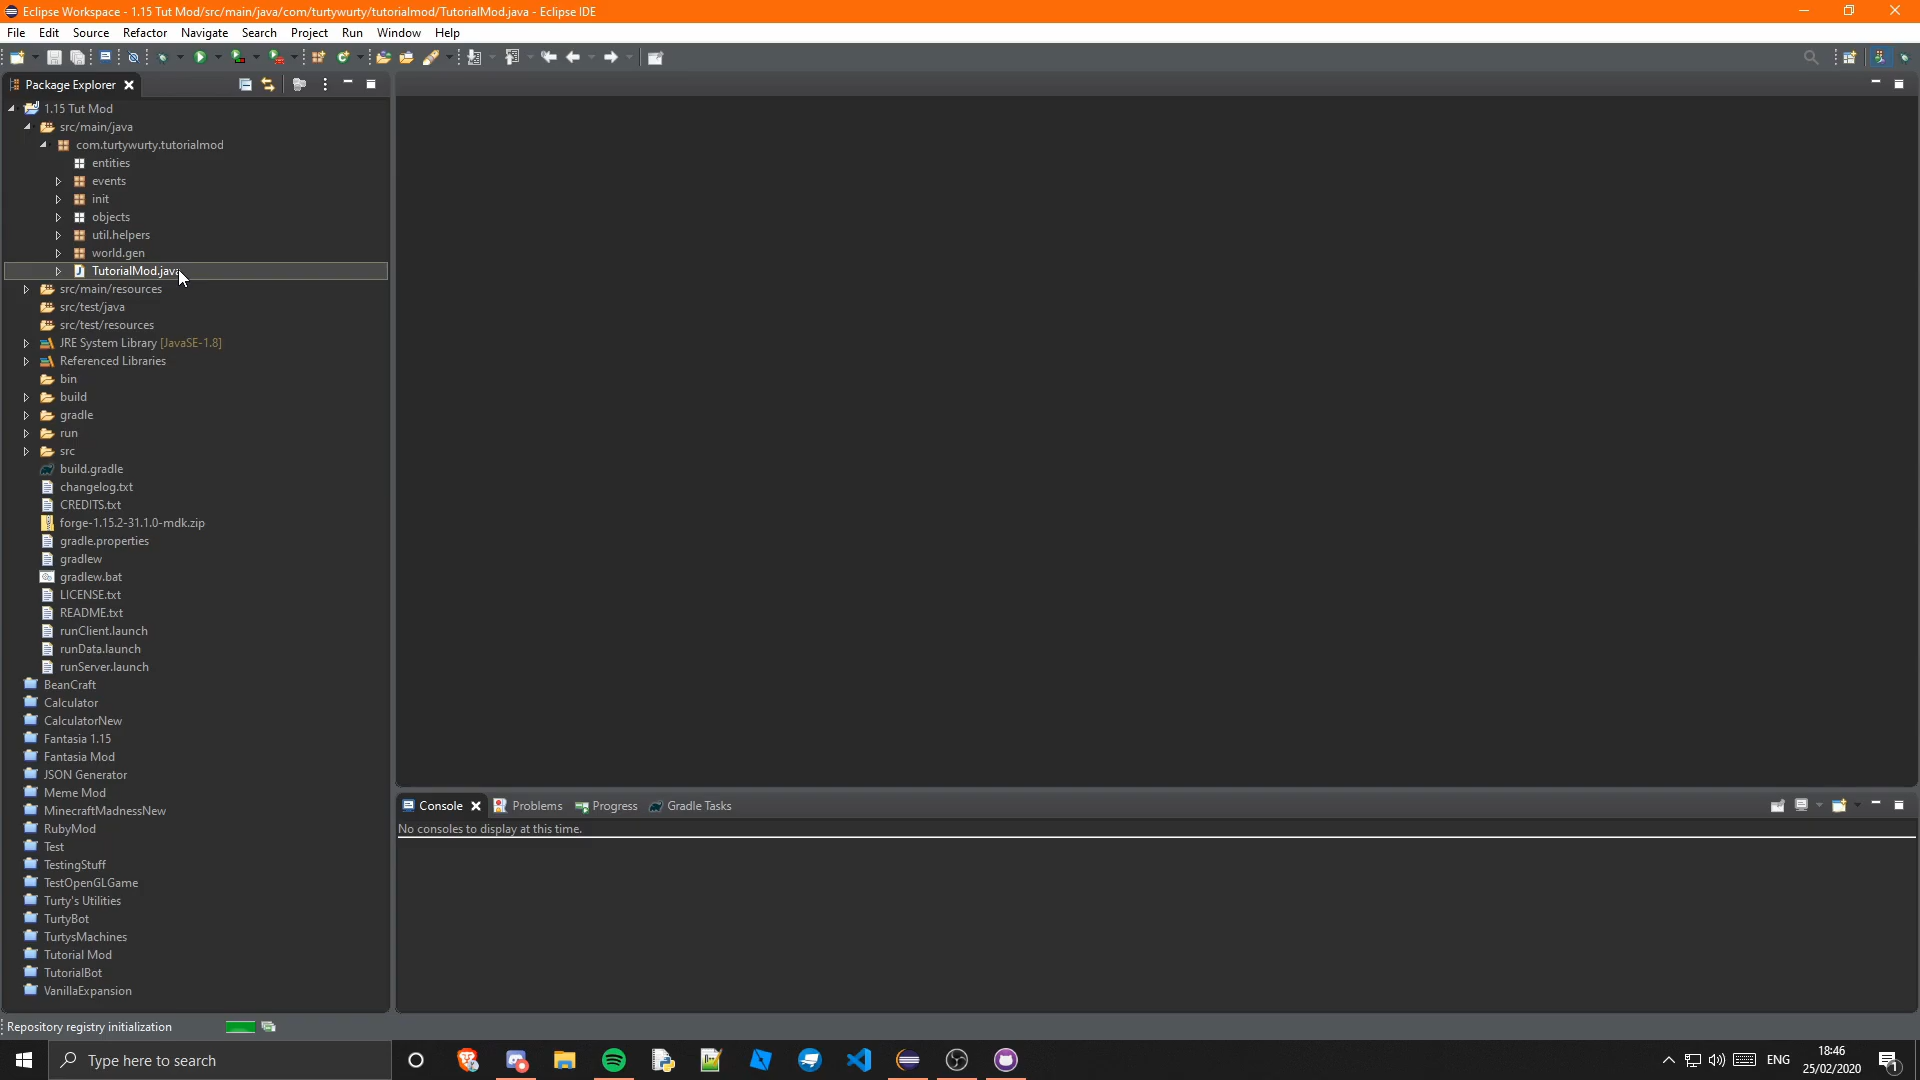 Eclipse Workspace - 1.15 Tut Mod/src/main/java/com/turtywurty/tutorialmod/TutorialMod.java - Eclipse IDE
File Edit Source Refactor Navigate Search Project Run Window Help
Package Explorer
1.15 Tut Mod
src/main/java
com.turtywurty.tutorialmod
entities
events
init
objects
util.helpers
world.gen
TutorialMod.java
src/main/resources
src/test/java
src/test/resources
JRE System Library [JavaSE-1.8]
Referenced Libraries
bin
build
gradle
run
src
build.gradle
changelog.txt
CREDITS.txt
forge-1.15.2-31.1.0-mdk.zip
gradle.properties
gradlew
gradlew.bat
LICENSE.txt
README.txt
runClient.launch
runData.launch
runServer.launch
BeanCraft
Calculator
CalculatorNew
Fantasia 1.15
Fantasia Mod
JSON Generator
Meme Mod
MinecraftMadnessNew
RubyMod
Test
TestingStuff
TestOpenGLGame
Turty's Utilities
TurtyBot
TurtysMachines
Tutorial Mod
TutorialBot
VanillaExpansion
Console Problems Progress Gradle Tasks
No consoles to display at this time.
Repository registry initialization
Type here to search
ENG
18:46
25/02/2020
1